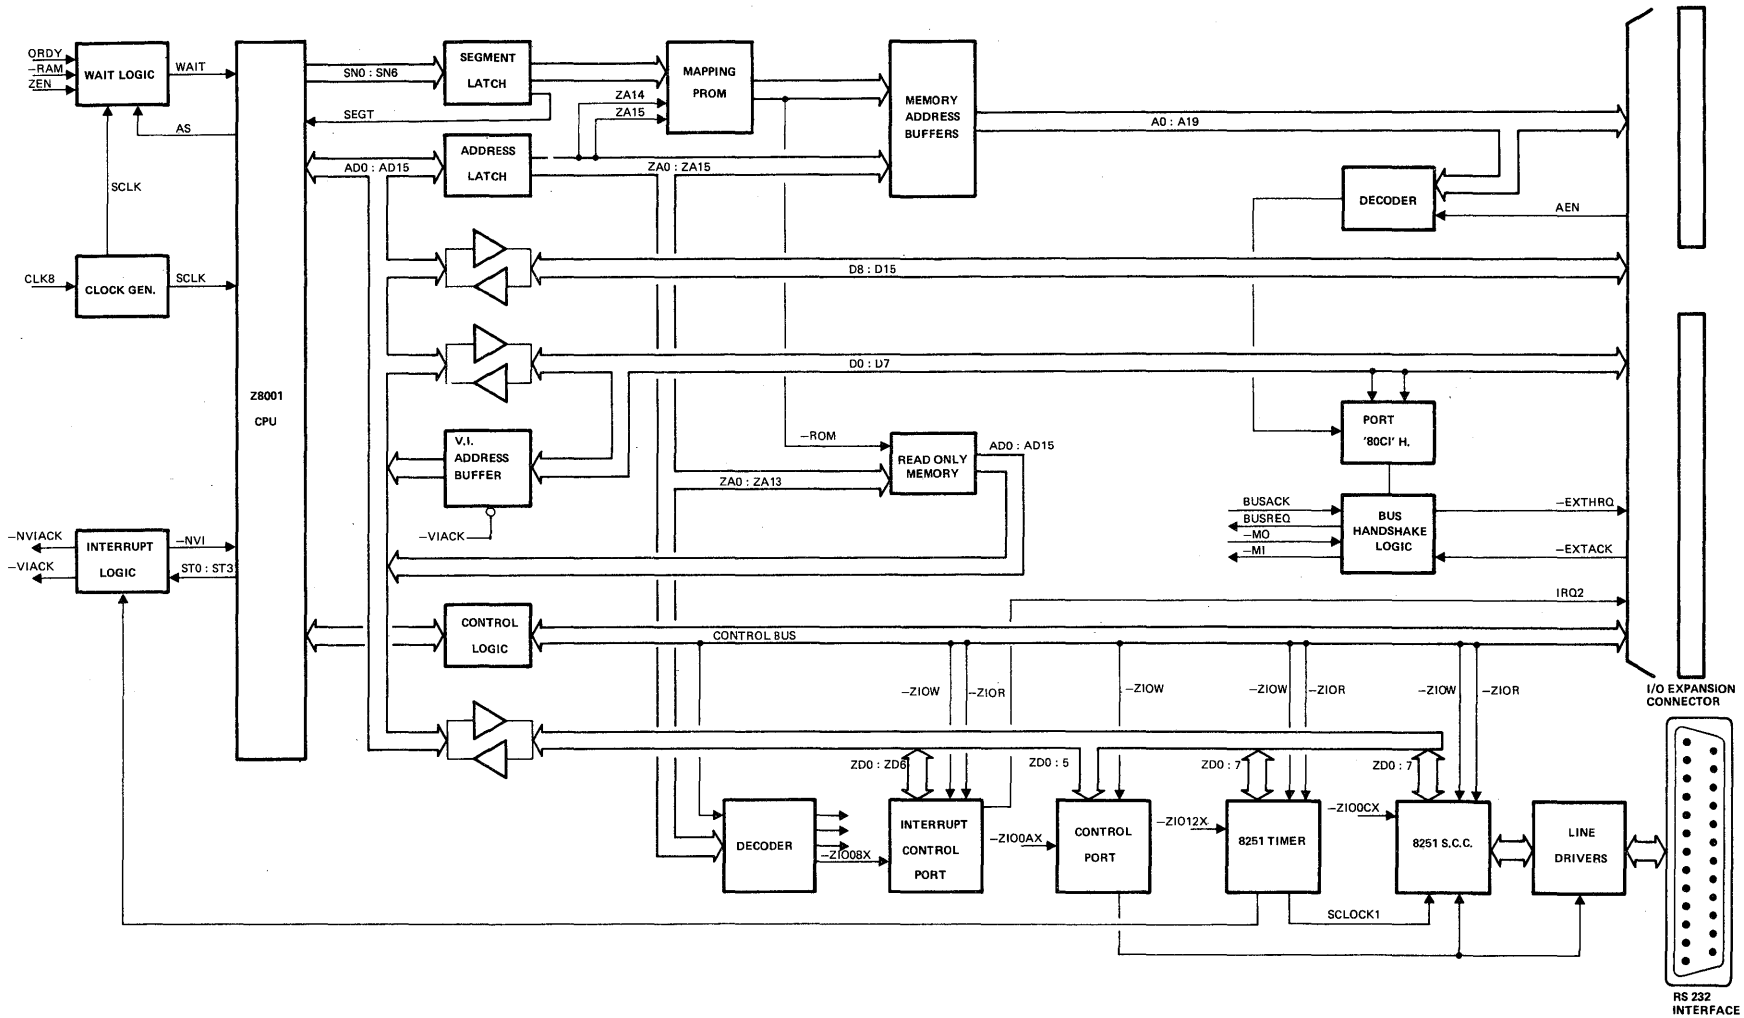 ORDY
-RAM
ZEN
WAIT LOGIC
WAIT
AS
SCLK
CLK8
CLOCK GEN.
SCLK
Z8001
CPU
-NVIACK
-VIACK
INTERRUPT
LOGIC
-NVI
ST0 : ST3
SN0 : SN6
SEGMENT
LATCH
SEGT
ZA14
ZA15
MAPPING
PROM
MEMORY
ADDRESS
BUFFERS
A0 : A19
AD0 : AD15
ADDRESS
LATCH
ZA0 : ZA15
DECODER
AEN
D8 : D15
D0 : D7
V.I.
ADDRESS
BUFFER
-VIACK
-ROM
READ ONLY
MEMORY
AD0 : AD15
ZA0 : ZA13
PORT
'80CI' H.
BUSACK
BUSREQ
-MO
-MI
BUS
HANDSHAKE
LOGIC
-EXTHRQ
-EXTACK
IRQ2
CONTROL
LOGIC
CONTROL BUS
-ZIOW
-ZIOR
-ZIOW
-ZIOW
-ZIOR
-ZIOW
-ZIOR
I/O EXPANSION
CONNECTOR
ZD0 : ZD6
ZD0 : 5
ZD0 : 7
ZD0 : 7
DECODER
-ZIO08X
INTERRUPT
CONTROL
PORT
-ZIO0AX
CONTROL
PORT
-ZIO12X
8251 TIMER
-ZIO0CX
8251 S.C.C.
LINE
DRIVERS
SCLOCK1
RS 232
INTERFACE